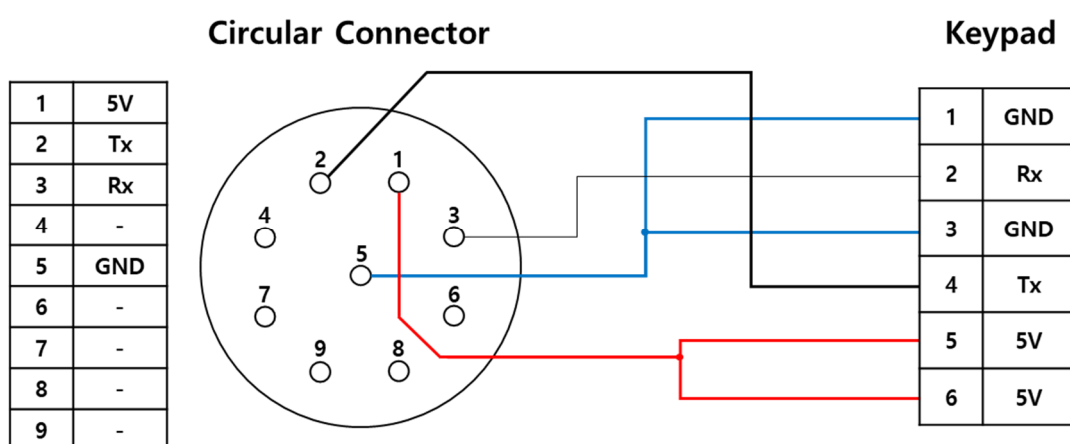 Circular Connector
Keypad
1 5V
2 Tx
3 Rx
4 -
5 GND
6 -
7 -
8 -
9 -
2 1
4 3
5
7 6
9 8
1 GND
2 Rx
3 GND
4 Tx
5 5V
6 5V